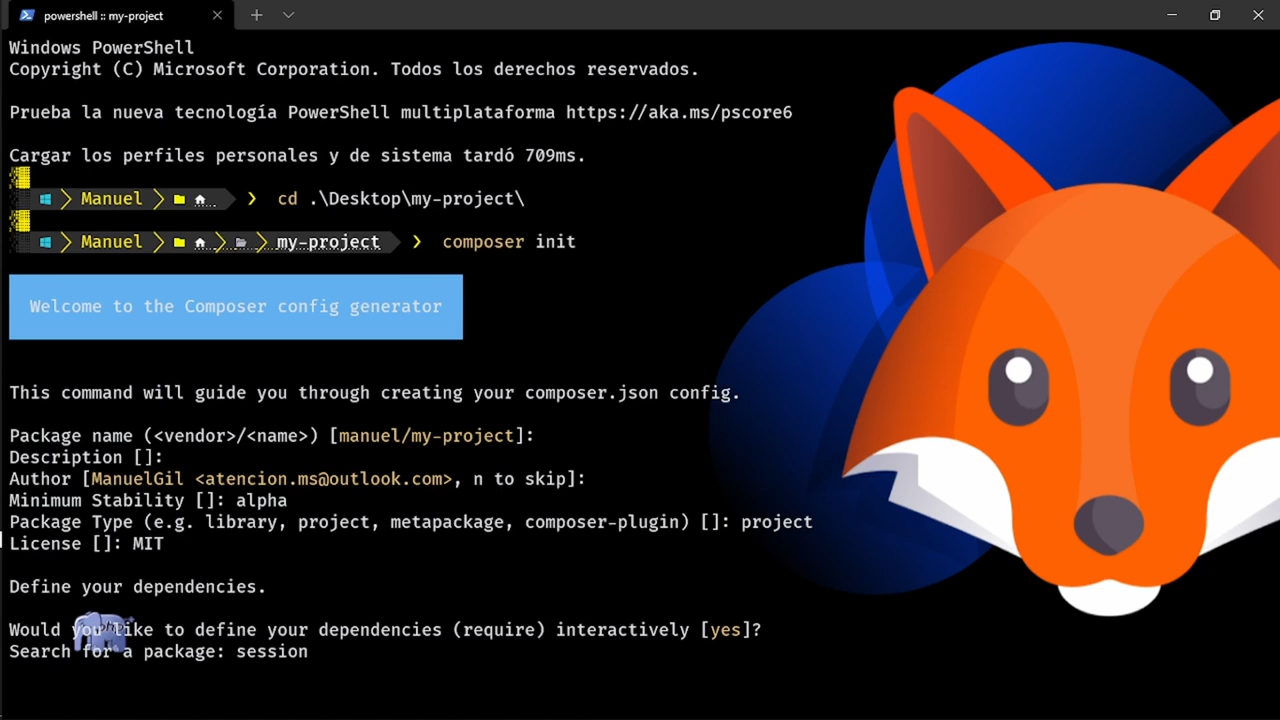 powershell :: my-project
Windows PowerShell
Copyright (C) Microsoft Corporation. Todos los derechos reservados.
Prueba la nueva tecnología PowerShell multiplataforma https://aka.ms/pscore6
Cargar los perfiles personales y de sistema tardó 709ms.
Manuel cd .\Desktop\my-project\
Manuel my-project composer init
Welcome to the Composer config generator
This command will guide you through creating your composer.json config.
Package name (<vendor>/<name>) [manuel/my-project]:
Description []:
Author [ManuelGil <atencion.ms@outlook.com>, n to skip]:
Minimum Stability []: alpha
Package Type (e.g. library, project, metapackage, composer-plugin) []: project
License []: MIT
Define your dependencies.
Would you like to define your dependencies (require) interactively [yes]?
php
Search for a package: session